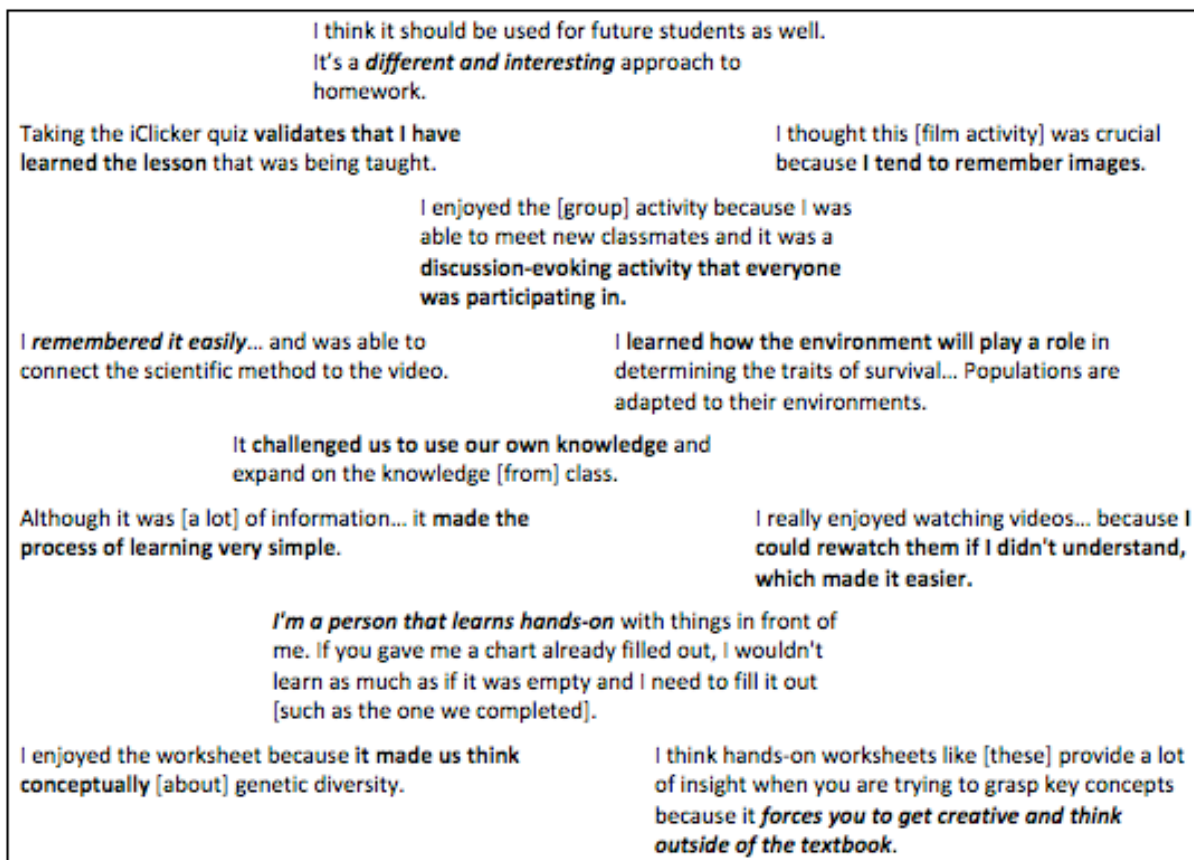 I think it should be used for future students as well.
It's a different and interesting approach to
homework.
Taking the iClicker quiz validates that I have
learned the lesson that was being taught.
I thought this [film activity] was crucial
because I tend to remember images.
I enjoyed the [group] activity because I was
able to meet new classmates and it was a
discussion-evoking activity that everyone
was participating in.
I remembered it easily... and was able to
connect the scientific method to the video.
I learned how the environment will play a role in
determining the traits of survival... Populations are
adapted to their environments.
It challenged us to use our own knowledge and
expand on the knowledge [from] class.
Although it was [a lot] of information... it made the
process of learning very simple.
I really enjoyed watching videos... because I
could rewatch them if I didn't understand,
which made it easier.
I'm a person that learns hands-on with things in front of
me. If you gave me a chart already filled out, I wouldn't
learn as much as if it was empty and I need to fill it out
[such as the one we completed].
I enjoyed the worksheet because it made us think
conceptually [about] genetic diversity.
I think hands-on worksheets like [these] provide a lot
of insight when you are trying to grasp key concepts
because it forces you to get creative and think
outside of the textbook.